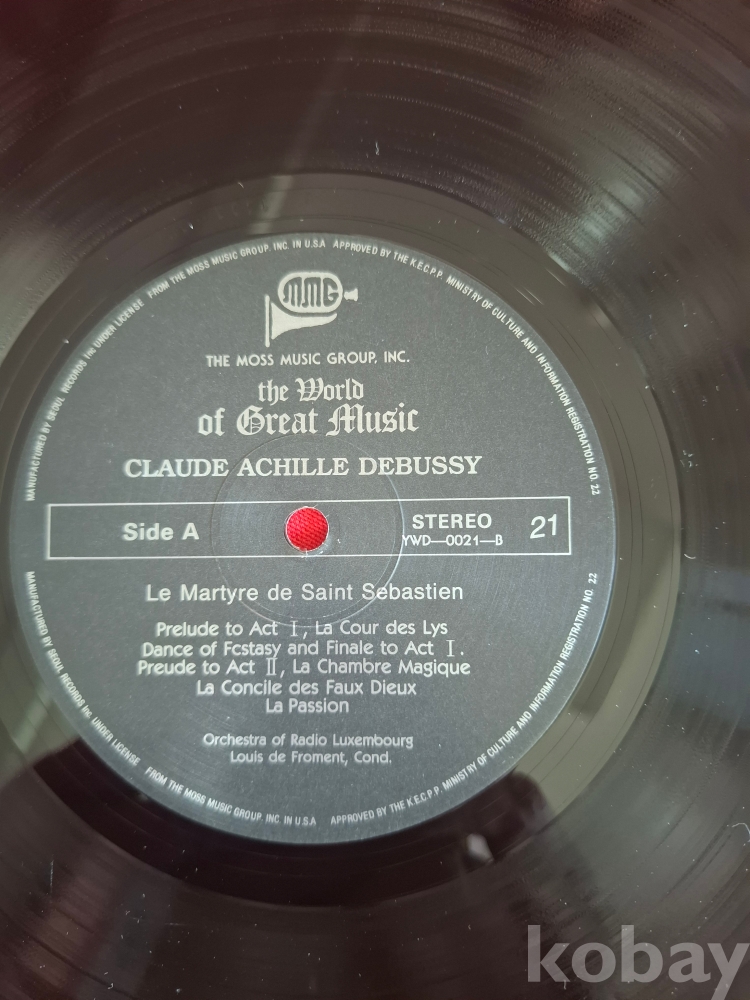 MANUFACTURED BY SEOUL RECORDS Inc UNDER LICENSE FROM THE MOSS MUSIC GROUP, INC. IN U.S.A APPROVED BY THE K.E.C.P.P. MINISTRY OF CULTURE AND INFORMATION REGISTRATION NO. 22
MMG
THE MOSS MUSIC GROUP, INC.
the World
of Great Music
CLAUDE ACHILLE DEBUSSY
Side A
STEREO
YWD—0021—B
21
Le Martyre de Saint Sebastien
Prelude to Act Ⅰ, La Cour des Lys
Dance of Fcstasy and Finale to Act Ⅰ.
Preude to Act Ⅱ, La Chambre Magique
La Concile des Faux Dieux
La Passion
Orchestra of Radio Luxembourg
Louis de Froment, Cond.
MANUFACTURED BY SEOUL RECORDS Inc. UNDER LICENSE FROM THE MOSS MUSIC GROUP. INC. IN U.S.A APPROVED BY THE K.E.C.P.P. MINISTRY OF CULTURE AND INFORMATION REGISTRATION NO. 22
kobay